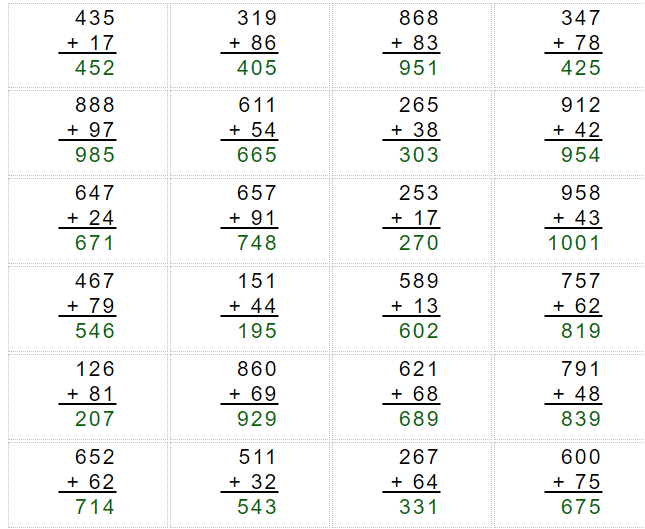 435 319 868 347
+ 17 + 86 + 83 + 78
452 405 951 425
888 611 265 912
+ 97 + 54 + 38 + 42
985 665 303 954
647 657 253 958
+ 24 + 91 + 17 + 43
671 748 270 1001
467 151 589 757
+ 79 + 44 + 13 + 62
546 195 602 819
126 860 621 791
+ 81 + 69 + 68 + 48
207 929 689 839
652 511 267 600
+ 62 + 32 + 64 + 75
714 543 331 675